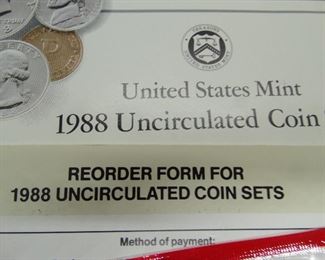 United States Mint
1988 Uncirculated Coin
REORDER FORM FOR
1988 UNCIRCULATED COIN SETS
Method of payment: